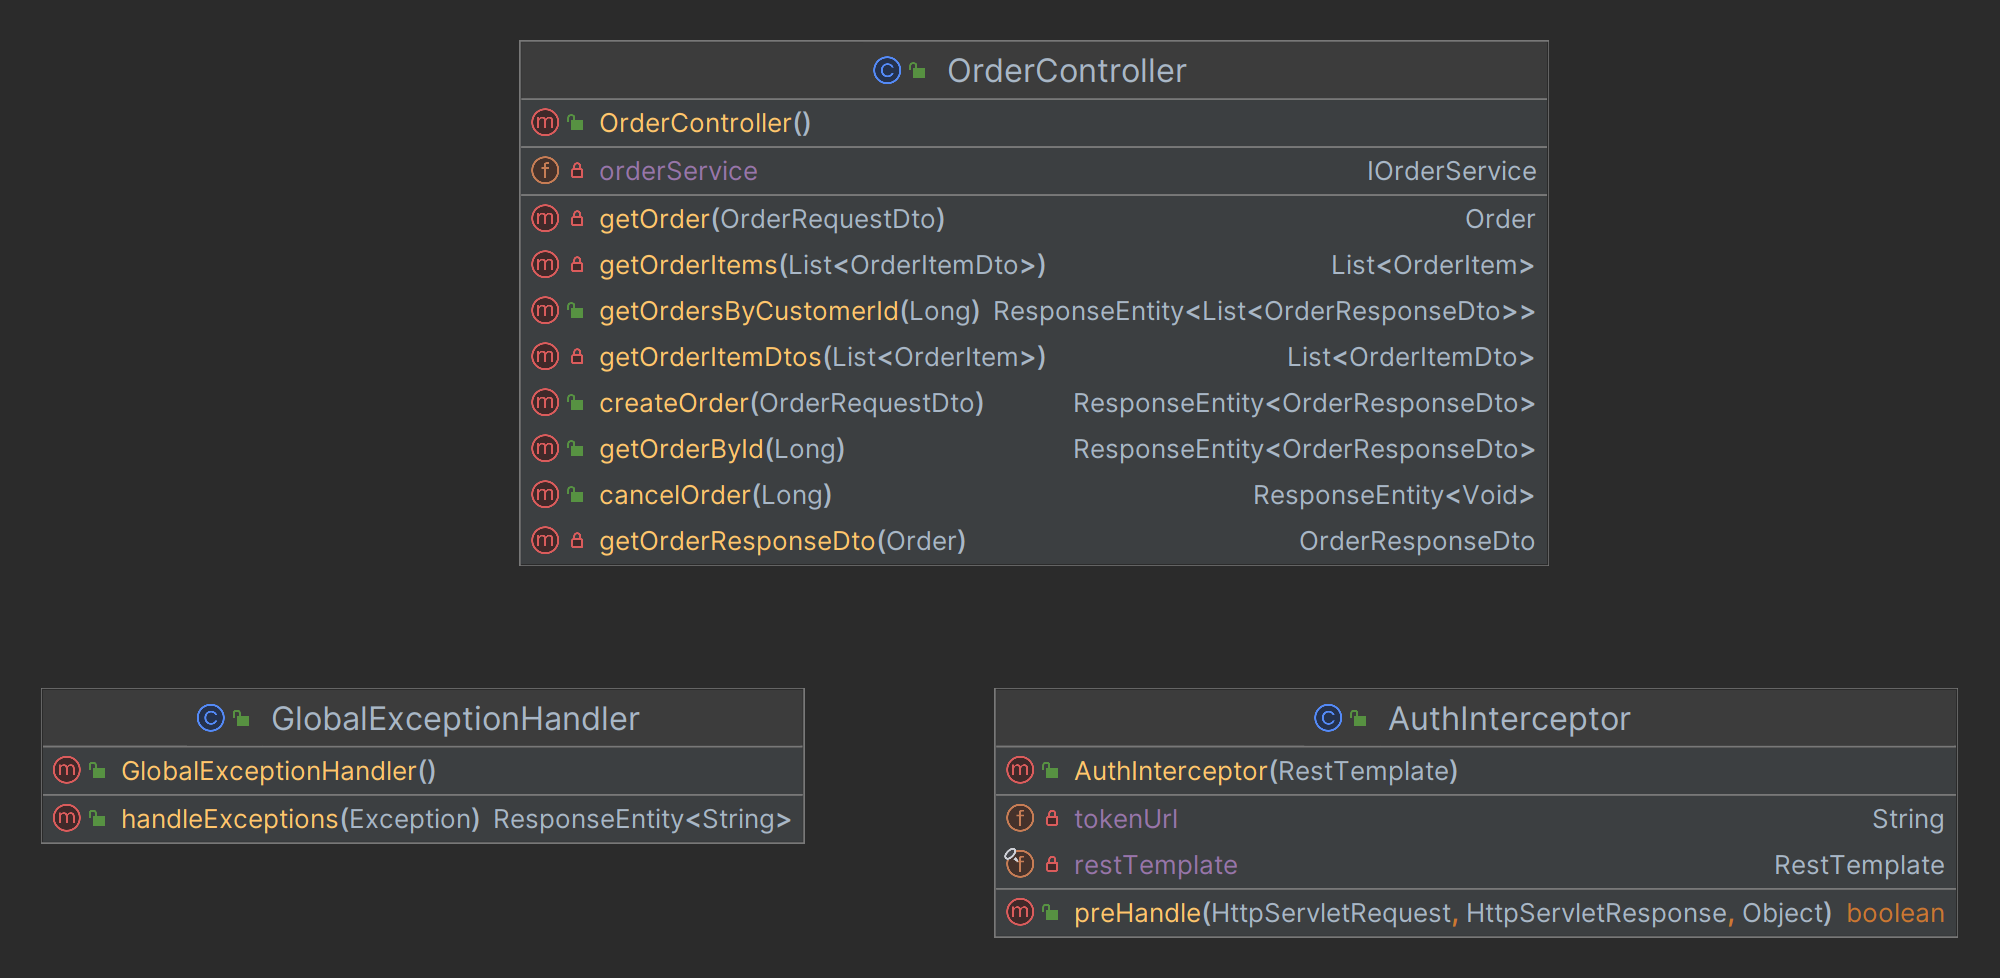 OrderController
OrderController()
orderService IOrderService
getOrder(OrderRequestDto) Order
getOrderItems(List<OrderItemDto>) List<OrderItem>
getOrdersByCustomerId(Long) ResponseEntity<List<OrderResponseDto>>
getOrderItemDtos(List<OrderItem>) List<OrderItemDto>
createOrder(OrderRequestDto) ResponseEntity<OrderResponseDto>
getOrderById(Long) ResponseEntity<OrderResponseDto>
cancelOrder(Long) ResponseEntity<Void>
getOrderResponseDto(Order) OrderResponseDto
GlobalExceptionHandler
GlobalExceptionHandler()
handleExceptions(Exception) ResponseEntity<String>
AuthInterceptor
AuthInterceptor(RestTemplate)
tokenUrl String
restTemplate RestTemplate
preHandle(HttpServletRequest, HttpServletResponse, Object) boolean